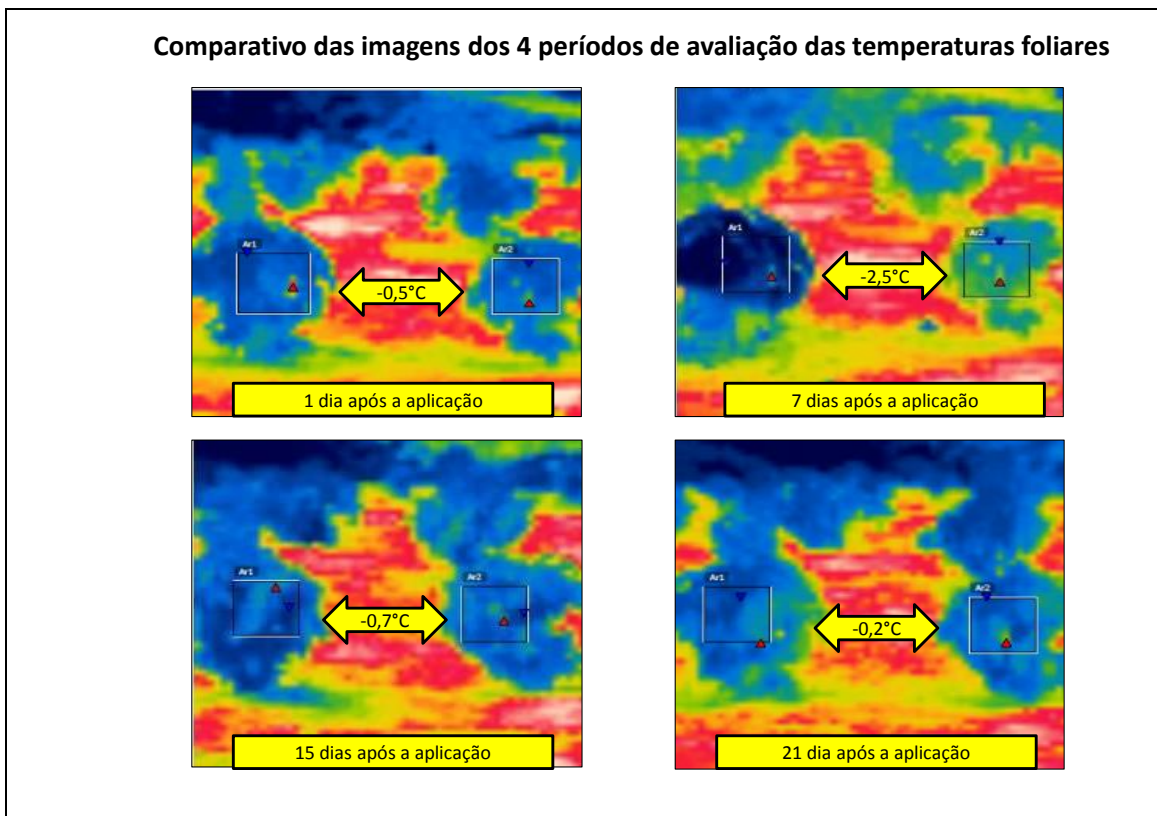 Comparativo das imagens dos 4 períodos de avaliação das temperaturas foliares
Ar1
Ar2
-0,5°C
1 dia após a aplicação
Ar1
Ar2
-2,5°C
7 dias após a aplicação
Ar1
Ar2
-0,7°C
15 dias após a aplicação
Ar1
Ar2
-0,2°C
21 dia após a aplicação